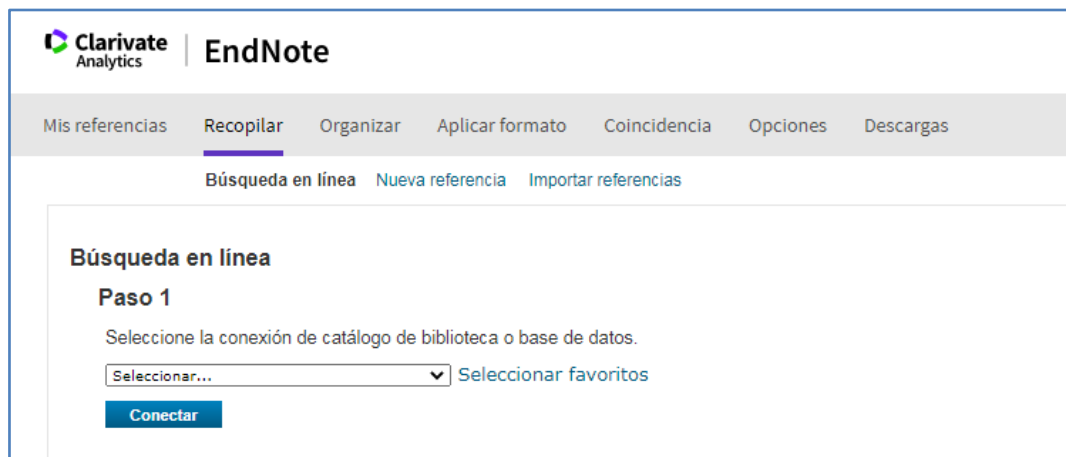 Clarivate
Analytics
EndNote
Mis referencias Recopilar Organizar Aplicar formato Coincidencia Opciones Descargas
Búsqueda en línea Nueva referencia Importar referencias
Búsqueda en línea
Paso 1
Seleccione la conexión de catálogo de biblioteca o base de datos.
Seleccionar... Seleccionar favoritos
Conectar